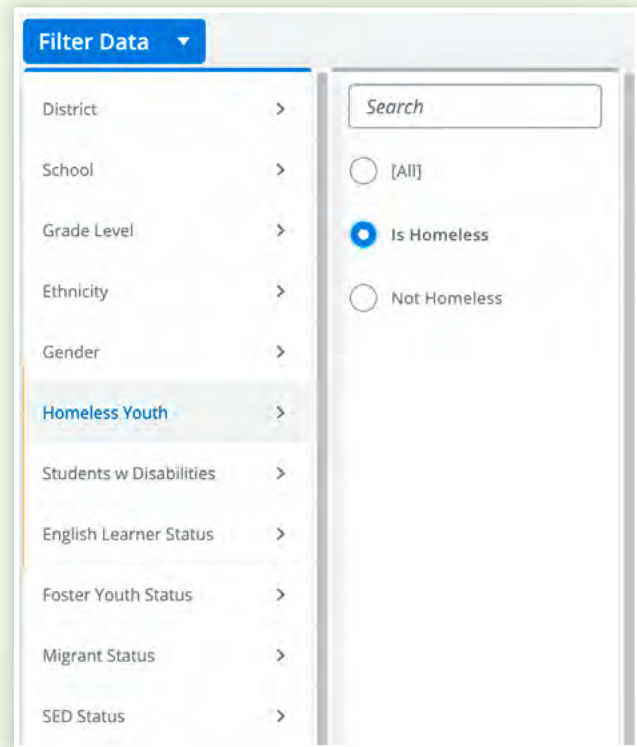 Filter Data
District
School
Grade Level
Ethnicity
Gender
Homeless Youth
Students w Disabilities
English Learner Status
Foster Youth Status
Migrant Status
SED Status
Search
[All]
Is Homeless
Not Homeless